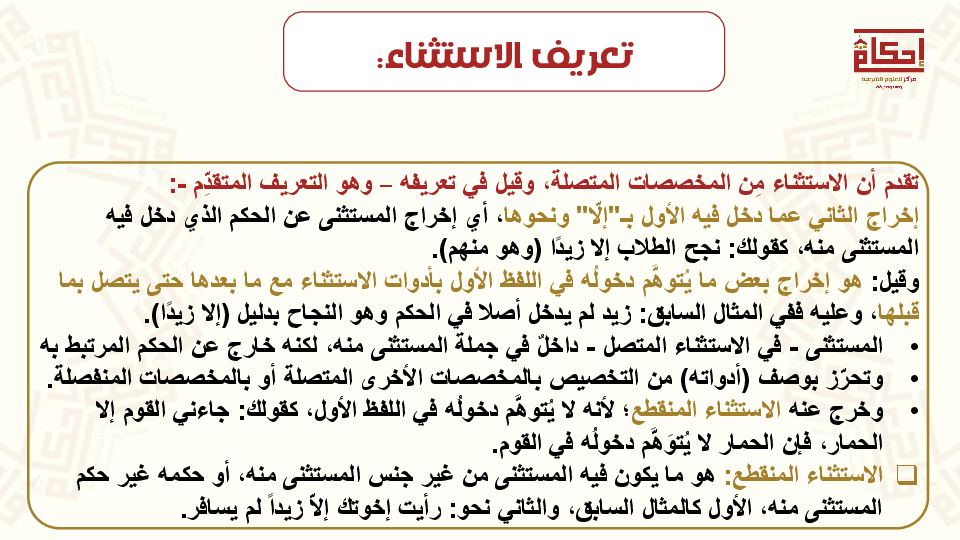 تعريف الاستثناء:
إحكام
مركز للعلوم الشرعية
تقدم أن الاستثناء مِن المخصصات المتصلة، وقيل في تعريفه – وهو التعريف المتقدِّم -:
إخراج الثاني عما دخل فيه الأول بـ"إلّا" ونحوها، أي إخراج المستثنى عن الحكم الذي دخل فيه
المستثنى منه، كقولك: نجح الطلاب إلا زيدًا (وهو منهم).
وقيل: هو إخراج بعض ما يُتوهَّم دخولُه في اللفظ الأول بأدوات الاستثناء مع ما بعدها حتى يتصل بما
قبلها، وعليه ففي المثال السابق: زيد لم يدخل أصلا في الحكم وهو النجاح بدليل (إلا زيدًا).
• المستثنى - في الاستثناء المتصل - داخلٌ في جملة المستثنى منه، لكنه خارج عن الحكم المرتبط به
• وتحرّز بوصف (أدواته) من التخصيص بالمخصصات الأخرى المتصلة أو بالمخصصات المنفصلة.
• وخرج عنه الاستثناء المنقطع؛ لأنه لا يُتوهَّم دخولُه في اللفظ الأول، كقولك: جاءني القوم إلا
الحمار، فإن الحمار لا يُتوَهَّم دخولُه في القوم.
❑ الاستثناء المنقطع: هو ما يكون فيه المستثنى من غير جنس المستثنى منه، أو حكمه غير حكم
المستثنى منه، الأول كالمثال السابق، والثاني نحو: رأيت إخوتك إلاّ زيداً لم يسافر.